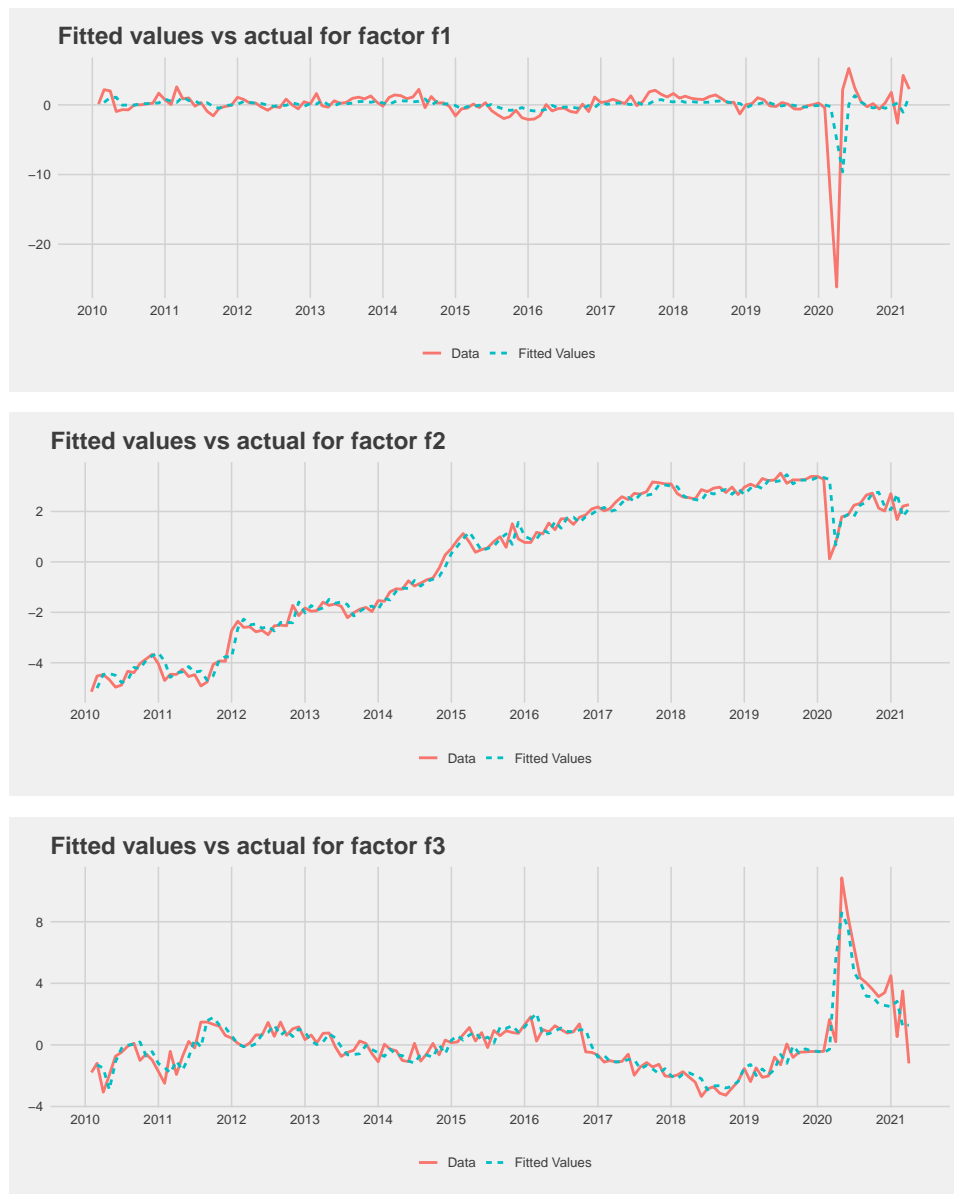 Fitted values vs actual for factor f1
0
−10
−20
2010 2011 2012 2013 2014 2015 2016 2017 2018 2019 2020 2021
Data Fitted Values
Fitted values vs actual for factor f2
2
0
−2
−4
2010 2011 2012 2013 2014 2015 2016 2017 2018 2019 2020 2021
Data Fitted Values
Fitted values vs actual for factor f3
8
4
0
−4
2010 2011 2012 2013 2014 2015 2016 2017 2018 2019 2020 2021
Data Fitted Values